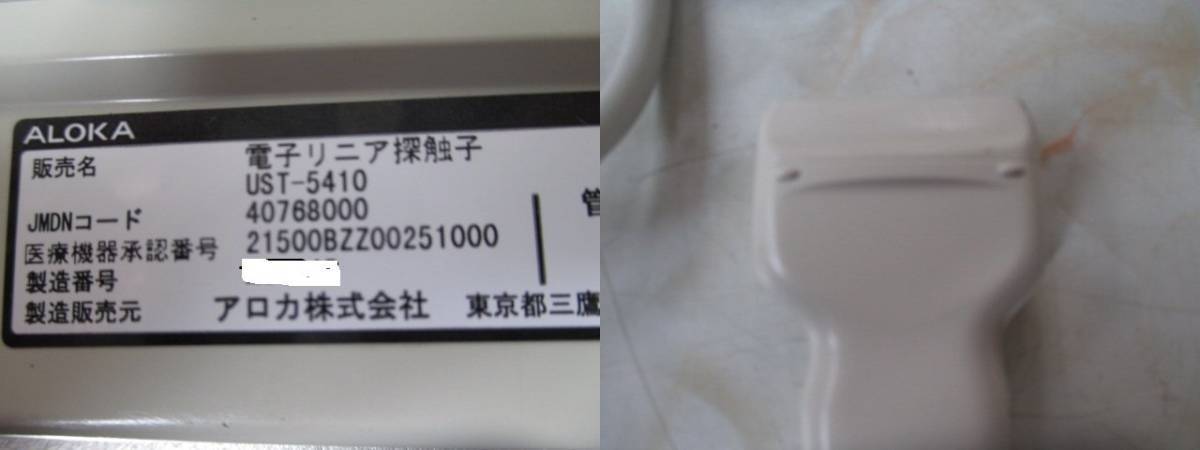 ALOKA
販売名 電子リニア探触子
UST-5410
JMDNコード 40768000
医療機器承認番号 21500BZZ00251000
製造番号
製造販売元 アロカ株式会社 東京都三鷹